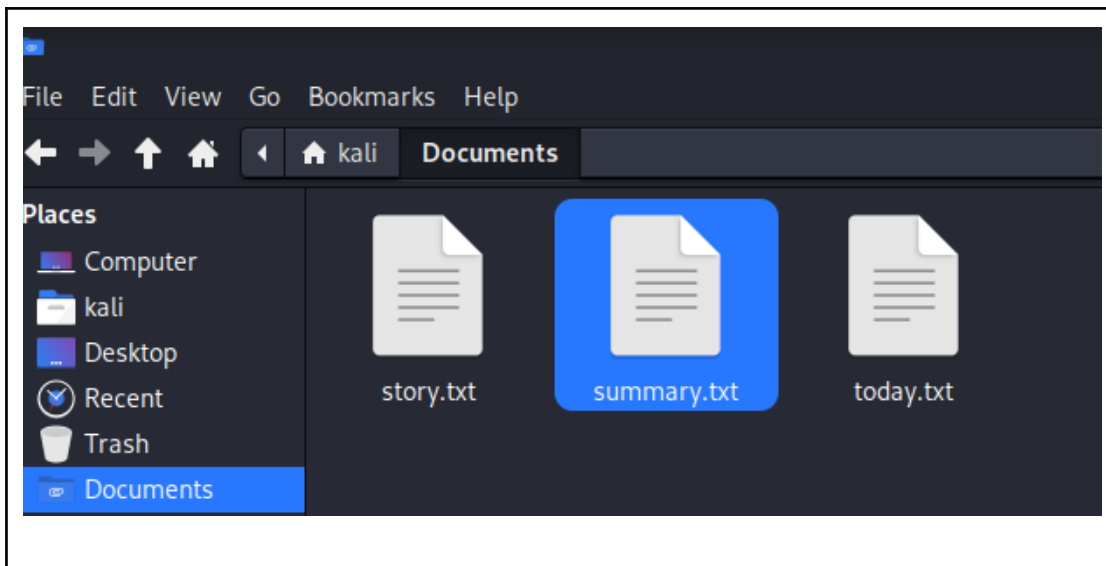 File Edit View Go Bookmarks Help
kali Documents
Places
Computer
kali
Desktop
Recent
Trash
Documents
story.txt summary.txt today.txt